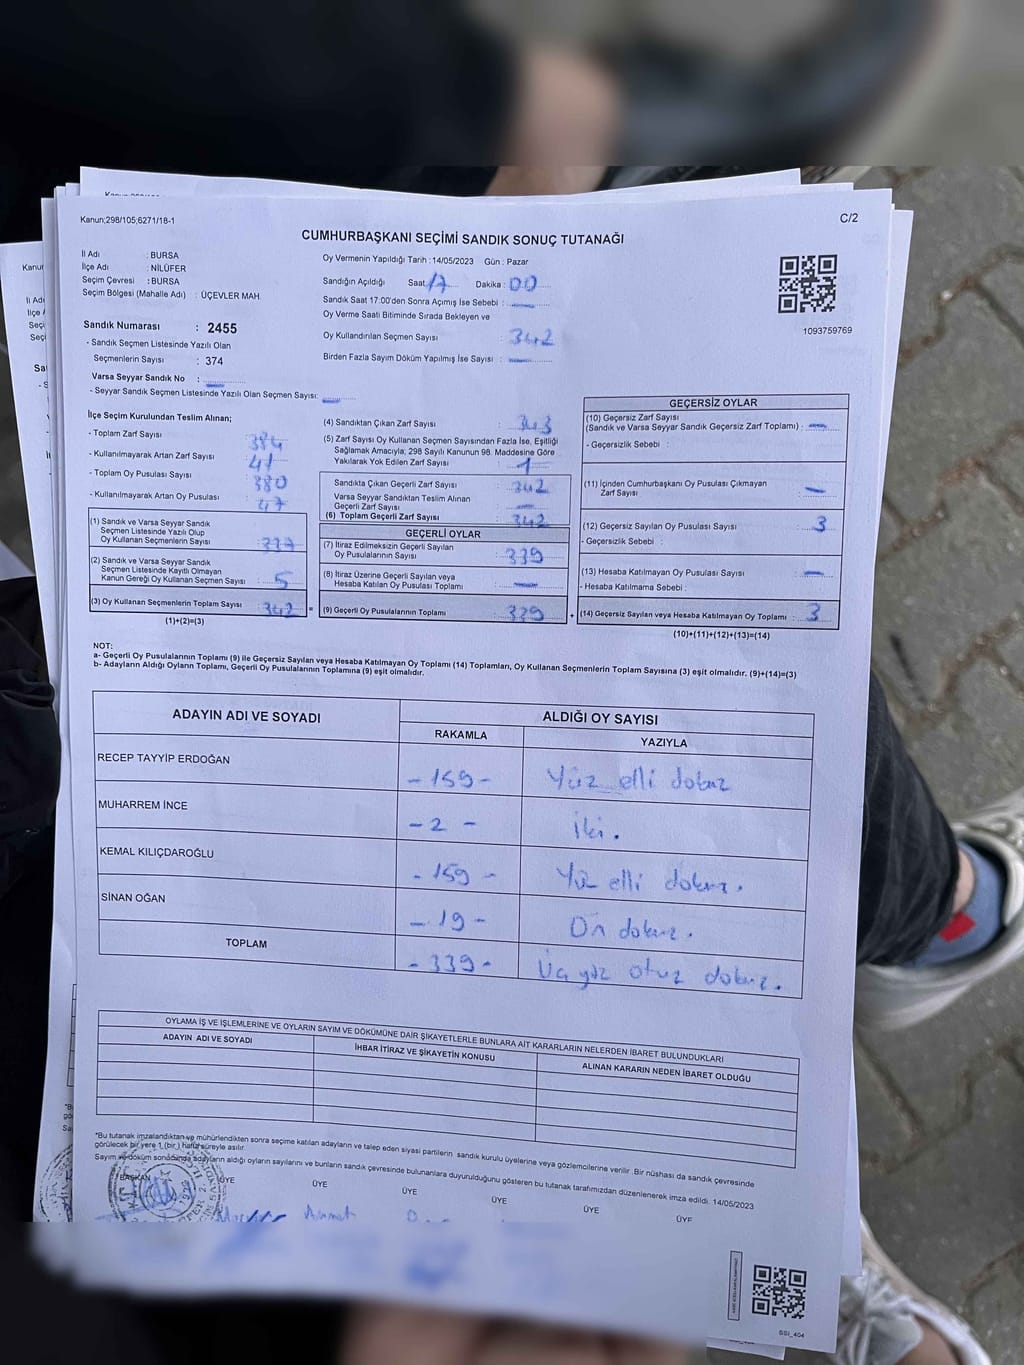 Kanun;298/105;6271/18-1
C/2
CUMHURBAŞKANI SEÇİMİ SANDIK SONUÇ TUTANAĞI
İl Adı : BURSA
İlçe Adı : NİLÜFER
Seçim Çevresi : BURSA
Seçim Bölgesi (Mahalle Adı) : ÜÇEVLER MAH.
Sandık Numarası : 2455
- Sandık Seçmen Listesinde Yazılı Olan
Seçmenlerin Sayısı : 374
Varsa Seyyar Sandık No :
- Seyyar Sandık Seçmen Listesinde Yazılı Olan Seçmen Sayısı:
Oy Vermenin Yapıldığı Tarih : 14/05/2023 Gün : Pazar
Sandığın Açıldığı Saat 17 Dakika : 00
Sandık Saat 17:00'den Sonra Açmış İse Sebebi :
Oy Verme Saati Bitiminde Sırada Bekleyen ve
Oy Kullandırılan Seçmen Sayısı : 342
Birden Fazla Sayım Döküm Yapılmış İse Sayısı :
1093759769
İlçe Seçim Kurulundan Teslim Alınan;
- Toplam Zarf Sayısı : 384
- Kullanılmayarak Artan Zarf Sayısı : 41
- Toplam Oy Pusulası Sayısı : 380
- Kullanılmayarak Artan Oy Pusulası : 47
(1) Sandık ve Varsa Seyyar Sandık
Seçmen Listesinde Yazılı Olup
Oy Kullanan Seçmenlerin Sayısı : 337
(2) Sandık ve Varsa Seyyar Sandık
Seçmen Listesinde Kayıtlı Olmayan
Kanun Gereği Oy Kullanan Seçmen Sayısı : 5
(3) Oy Kullanan Seçmenlerin Toplam Sayısı : 342 =
(1)+(2)=(3)
(4) Sandıktan Çıkan Zarf Sayısı : 343
(5) Zarf Sayısı Oy Kullanan Seçmen Sayısından Fazla İse, Eşitliği
Sağlamak Amacıyla; 298 Sayılı Kanunun 98. Maddesine Göre
Yakılarak Yok Edilen Zarf Sayısı : 1
Sandıkta Çıkan Geçerli Zarf Sayısı : 342
Varsa Seyyar Sandıktan Teslim Alınan
Geçerli Zarf Sayısı :
(6) Toplam Geçerli Zarf Sayısı : 342
GEÇERLİ OYLAR
(7) İtiraz Edilmeksizin Geçerli Sayılan
Oy Pusulalarının Sayısı : 339
(8) İtiraz Üzerine Geçerli Sayılan veya
Hesaba Katılan Oy Pusulası Toplamı :
(9) Geçerli Oy Pusulalarının Toplamı : 339 +
GEÇERSİZ OYLAR
(10) Geçersiz Zarf Sayısı
(Sandık ve Varsa Seyyar Sandık Geçersiz Zarf Toplamı) :
- Geçersizlik Sebebi :
(11) İçinden Cumhurbaşkanı Oy Pusulası Çıkmayan
Zarf Sayısı :
(12) Geçersiz Sayılan Oy Pusulası Sayısı : 3
- Geçersizlik Sebebi :
(13) Hesaba Katılmayan Oy Pusulası Sayısı :
- Hesaba Katılmama Sebebi :
(14) Geçersiz Sayılan veya Hesaba Katılmayan Oy Toplamı : 3
(10)+(11)+(12)+(13)=(14)
NOT:
a- Geçerli Oy Pusulalarının Toplamı (9) ile Geçersiz Sayılan veya Hesaba Katılmayan Oy Toplamı (14) Toplamları, Oy Kullanan Seçmenlerin Toplam Sayısına (3) eşit olmalıdır. (9)+(14)=(3)
b- Adayların Aldığı Oyların Toplamı, Geçerli Oy Pusulalarının Toplamına (9) eşit olmalıdır.
ADAYIN ADI VE SOYADI
ALDIĞI OY SAYISI
RAKAMLA YAZIYLA
RECEP TAYYİP ERDOĞAN - 159 - Yüz elli dokuz
MUHARREM İNCE - 2 - İki.
KEMAL KILIÇDAROĞLU - 159 - Yüz elli dokuz.
SİNAN OĞAN - 19 - On dokuz.
TOPLAM - 339 - Üç yüz otuz dokuz.
OYLAMA İŞ VE İŞLEMLERİNE VE OYLARIN SAYIM VE DÖKÜMÜNE DAİR ŞİKAYETLERLE BUNLARA AİT KARARLARIN NELERDEN İBARET BULUNDUKLARI
ADAYIN ADI VE SOYADI İHBAR İTİRAZ VE ŞİKAYETİN KONUSU ALINAN KARARIN NEDEN İBARET OLDUĞU
*Bu tutanak imzalandıktan ve mühürlendikten sonra seçime katılan adayların ve talep eden siyasi partilerin sandık kurulu üyelerine veya gözlemcilerine verilir. Bir nüshası da sandık çevresinde
görülecek bir yere 1 (bir) hafta süreyle asılır.
Sayım ve döküm sonucunda adayların aldığı oyların sayılarını ve bunların sandık çevresinde bulunanlara duyurulduğunu gösteren bu tutanak tarafımızdan düzenlenerek imza edildi. 14/05/2023
BAŞKAN ÜYE ÜYE ÜYE ÜYE ÜYE ÜYE
Ahmet